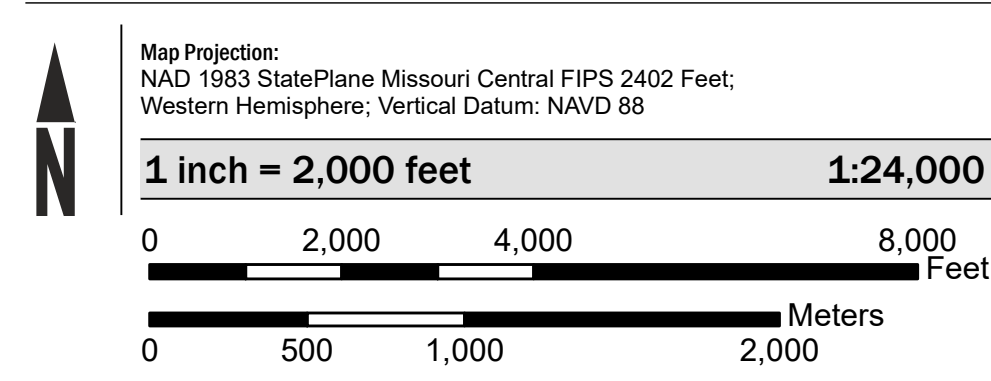 Map Projection:
NAD 1983 StatePlane Missouri Central FIPS 2402 Feet;
Western Hemisphere; Vertical Datum: NAVD 88
N
1 inch = 2,000 feet 1:24,000
0 2,000 4,000 8,000
Feet
Meters
0 500 1,000 2,000